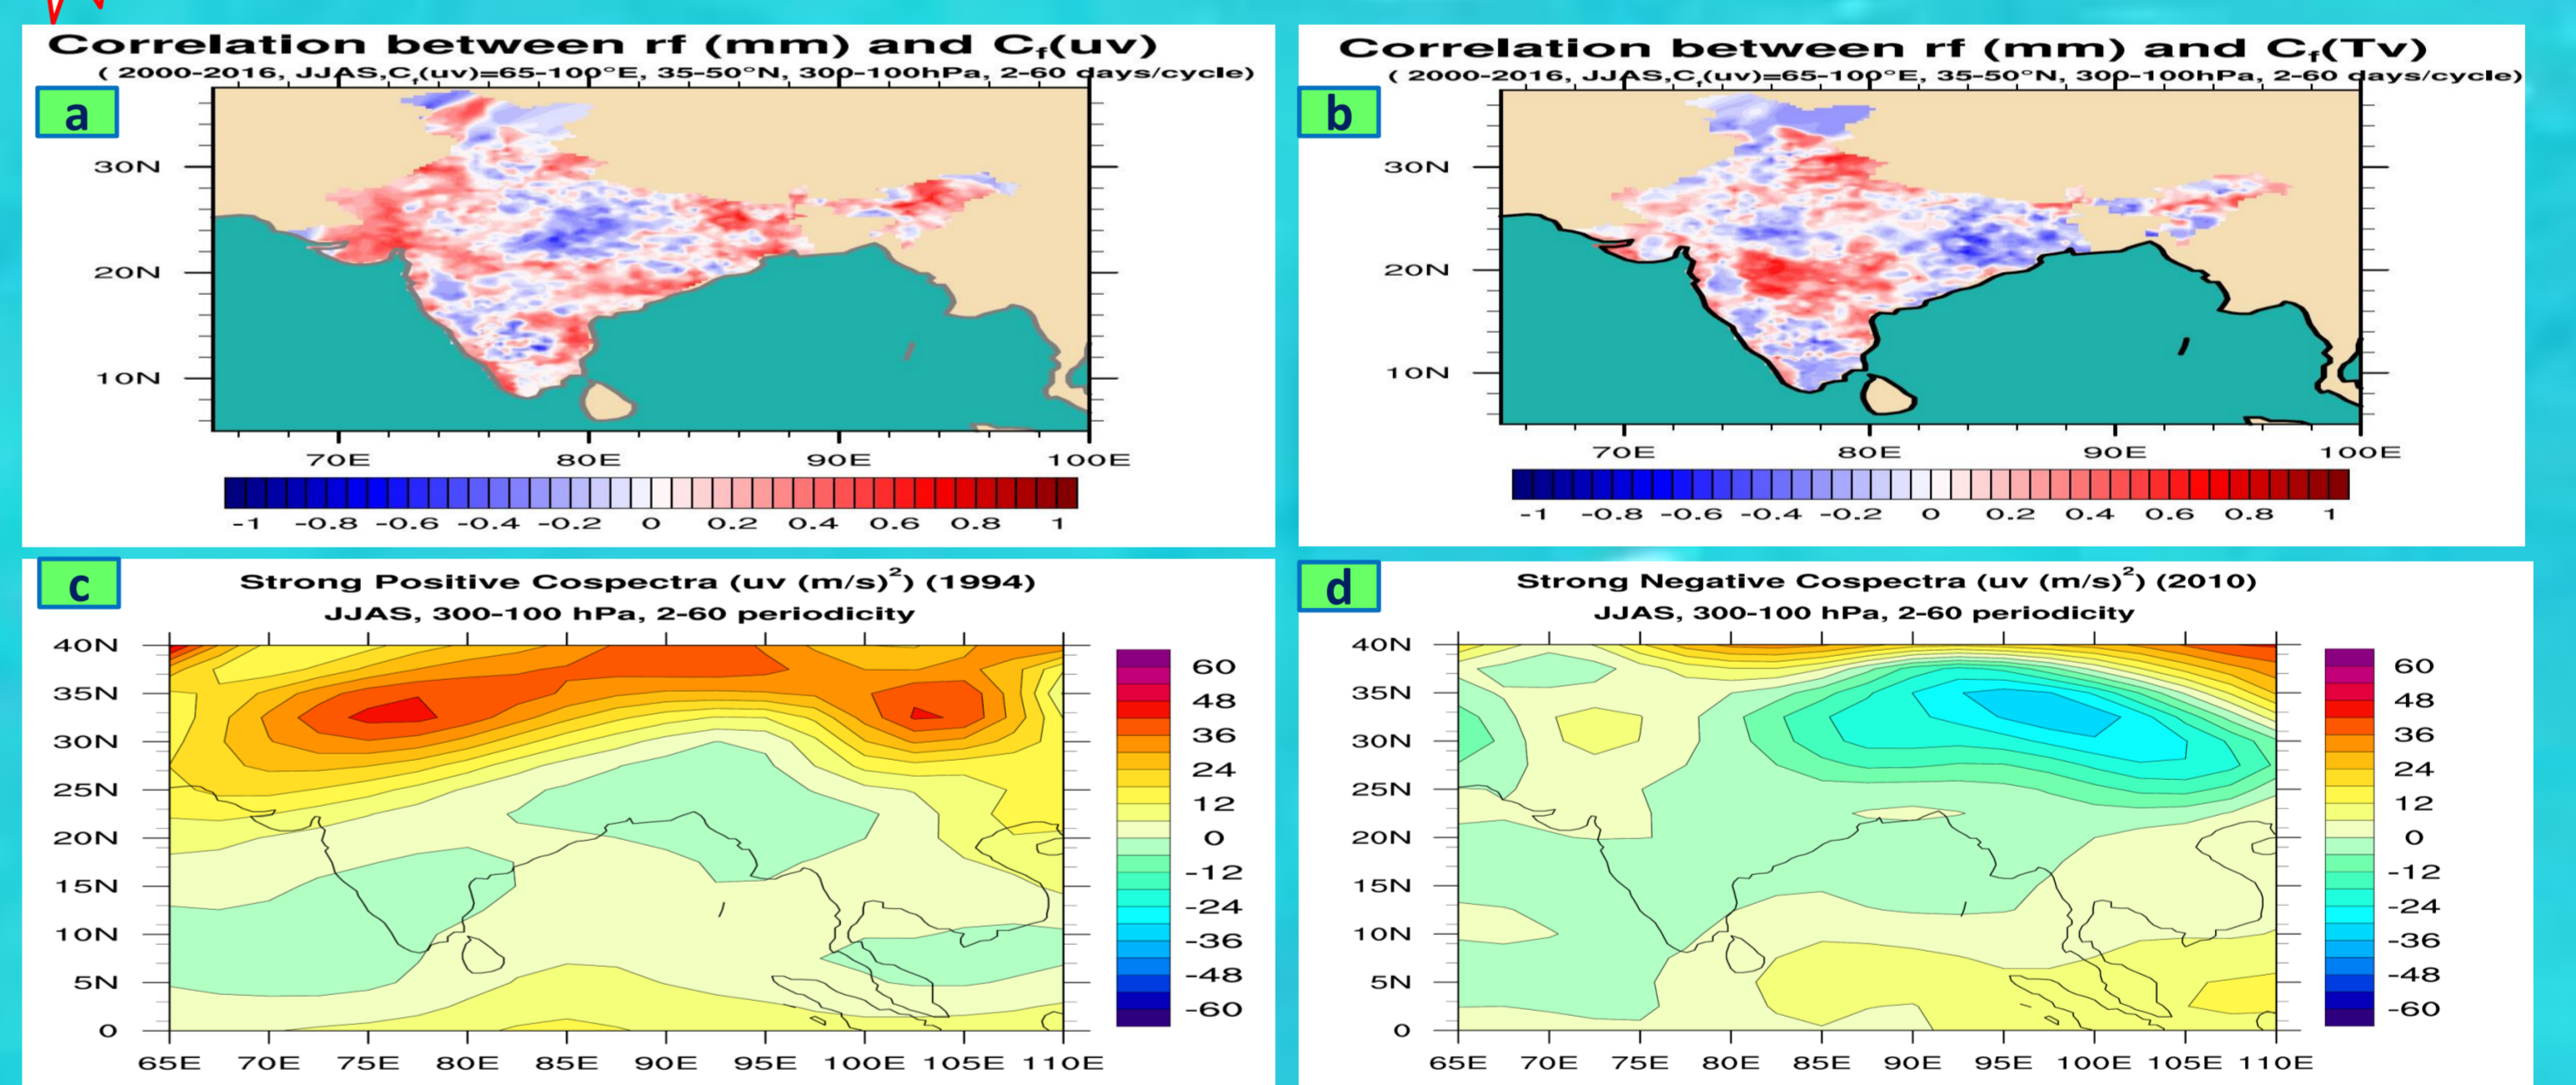 Correlation between rf (mm) and Cf(uv)
( 2000-2016, JJAS,Cf(uv)=65-100°E, 35-50°N, 300-100hPa, 2-60 days/cycle)
a
30N
20N
10N
70E 80E 90E 100E
-1 -0.8 -0.6 -0.4 -0.2 0 0.2 0.4 0.6 0.8 1
Correlation between rf (mm) and Cf(Tv)
( 2000-2016, JJAS,Cf(uv)=65-100°E, 35-50°N, 300-100hPa, 2-60 days/cycle)
b
30N
20N
10N
70E 80E 90E 100E
-1 -0.8 -0.6 -0.4 -0.2 0 0.2 0.4 0.6 0.8 1
c
Strong Positive Cospectra (uv (m/s)²) (1994)
JJAS, 300-100 hPa, 2-60 periodicity
40N
35N
30N
25N
20N
15N
10N
5N
0
65E 70E 75E 80E 85E 90E 95E 100E 105E 110E
60
48
36
24
12
0
-12
-24
-36
-48
-60
d
Strong Negative Cospectra (uv (m/s)²) (2010)
JJAS, 300-100 hPa, 2-60 periodicity
40N
35N
30N
25N
20N
15N
10N
5N
0
65E 70E 75E 80E 85E 90E 95E 100E 105E 110E
60
48
36
24
12
0
-12
-24
-36
-48
-60